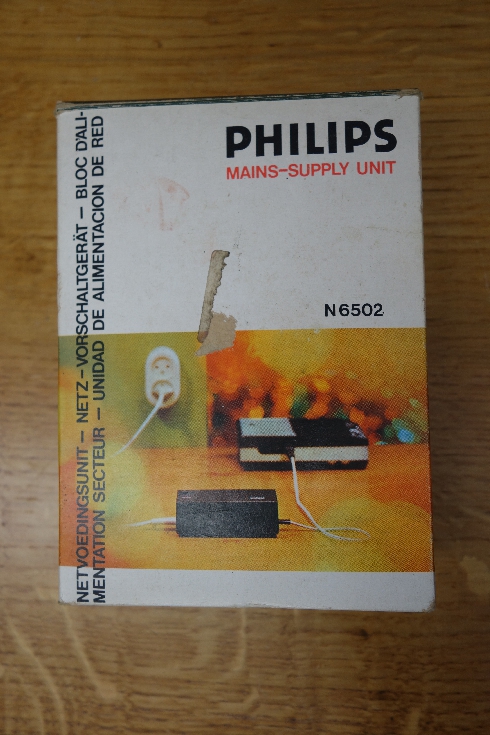 PHILIPS
MAINS-SUPPLY UNIT
N6502
NETVOEDINGSUNIT – NETZ-VORSCHALTGERÄT – BLOC D'ALI-
MENTATION SECTEUR – UNIDAD DE ALIMENTACION DE RED